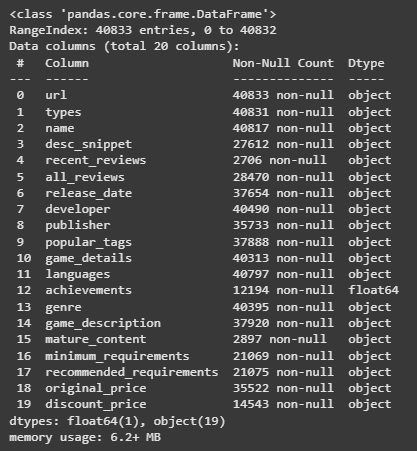 <class 'pandas.core.frame.DataFrame'>
RangeIndex: 40833 entries, 0 to 40832
Data columns (total 20 columns):
 #   Column                    Non-Null Count  Dtype
---  ------                    --------------  -----
 0   url                       40833 non-null  object
 1   types                     40831 non-null  object
 2   name                      40817 non-null  object
 3   desc_snippet              27612 non-null  object
 4   recent_reviews            2706 non-null   object
 5   all_reviews               28470 non-null  object
 6   release_date              37654 non-null  object
 7   developer                 40490 non-null  object
 8   publisher                 35733 non-null  object
 9   popular_tags              37888 non-null  object
 10  game_details              40313 non-null  object
 11  languages                 40797 non-null  object
 12  achievements              12194 non-null  float64
 13  genre                     40395 non-null  object
 14  game_description          37920 non-null  object
 15  mature_content            2897 non-null   object
 16  minimum_requirements      21069 non-null  object
 17  recommended_requirements  21075 non-null  object
 18  original_price            35522 non-null  object
 19  discount_price            14543 non-null  object
dtypes: float64(1), object(19)
memory usage: 6.2+ MB